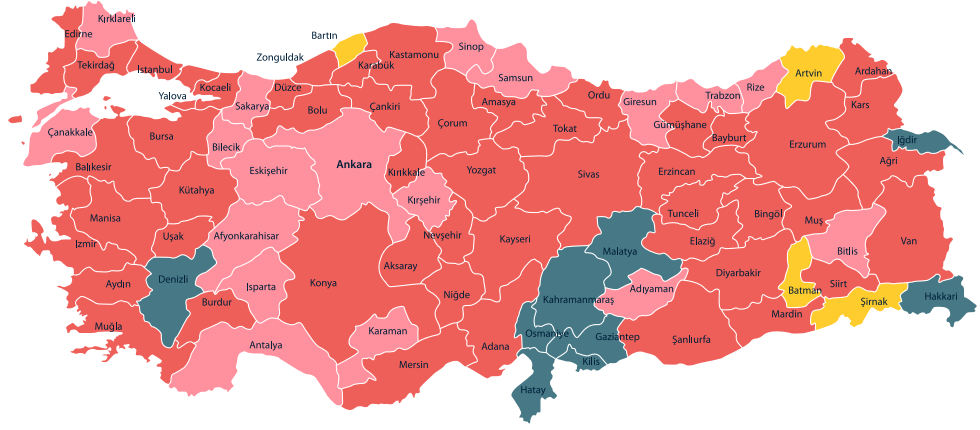 Kırklareli
Edirne
Bartın
Sinop
Zonguldak
Kastamonu
Tekirdağ
İstanbul
Karabük
Samsun
Artvin
Ardahan
Yalova
Kocaeli
Düzce
Rize
Sakarya
Bolu
Çankiri
Amasya
Ordu
Giresun
Trabzon
Kars
Çanakkale
Bursa
Çorum
Tokat
Gümüşhane
Bayburt
Iğdir
Bilecik
Erzurum
Balıkesir
Eskişehir
Ankara
Kırıkkale
Yozgat
Sivas
Erzincan
Ağri
Kütahya
Kırşehir
Manisa
Tunceli
Bingöl
Muş
Uşak
Afyonkarahisar
Nevşehir
Kayseri
Elaziğ
Van
İzmir
Malatya
Bitlis
Aksaray
Denizli
Diyarbakir
Aydın
Isparta
Konya
Adıyaman
Siirt
Batman
Niğde
Kahramanmaraş
Hakkari
Burdur
Şirnak
Mardin
Muğla
Karaman
Osmaniye
Gaziantep
Şanlıurfa
Antalya
Adana
Mersin
Kilis
Hatay